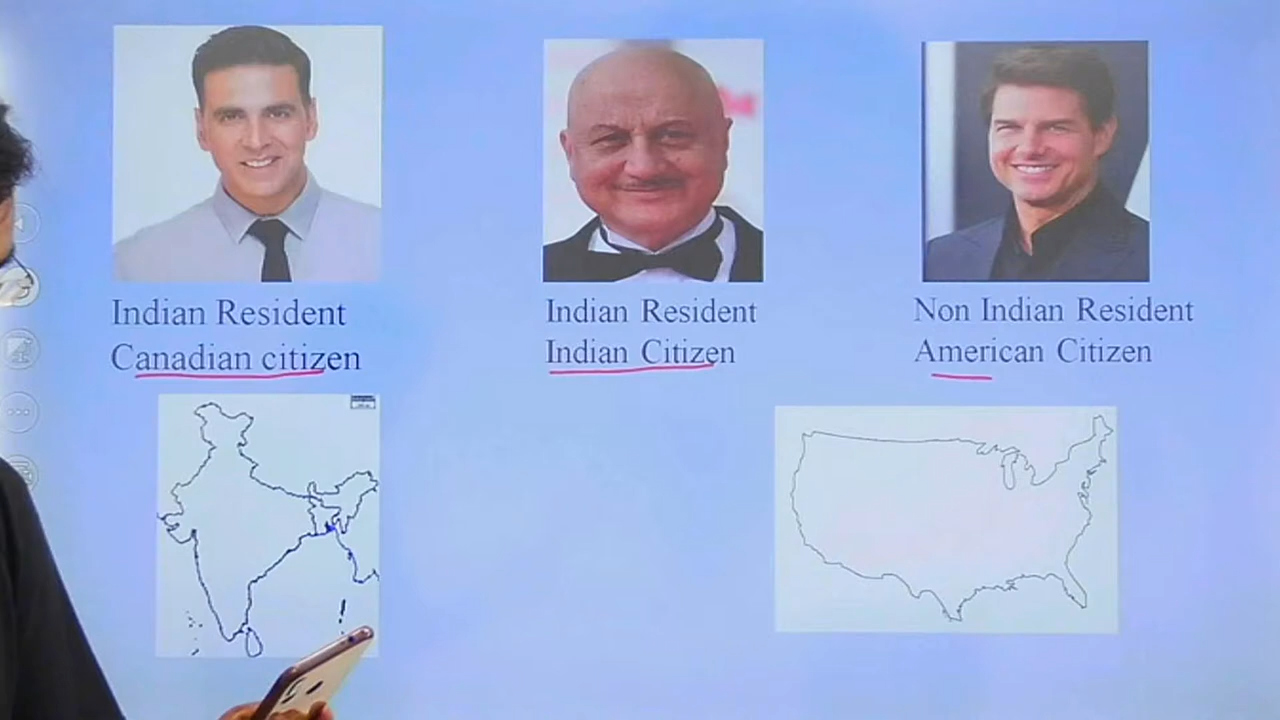 Indian Resident
Canadian citizen
Indian Resident
Indian Citizen
Non Indian Resident
American Citizen